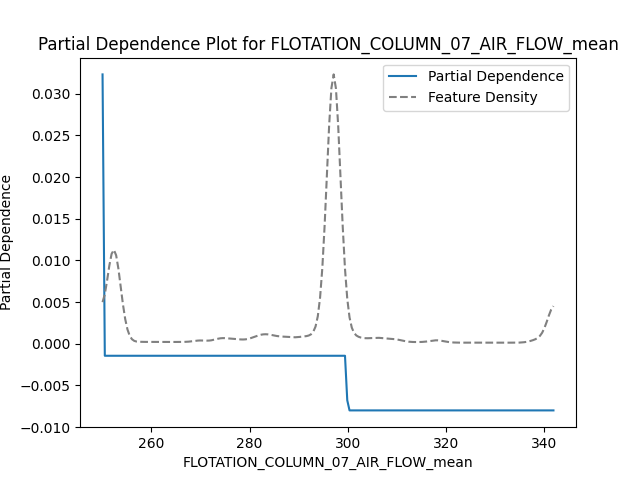 Partial Dependence Plot for FLOTATION_COLUMN_07_AIR_FLOW_mean
Partial Dependence
Feature Density
Partial Dependence
0.030
0.025
0.020
0.015
0.010
0.005
0.000
−0.005
−0.010
260
280
300
320
340
FLOTATION_COLUMN_07_AIR_FLOW_mean